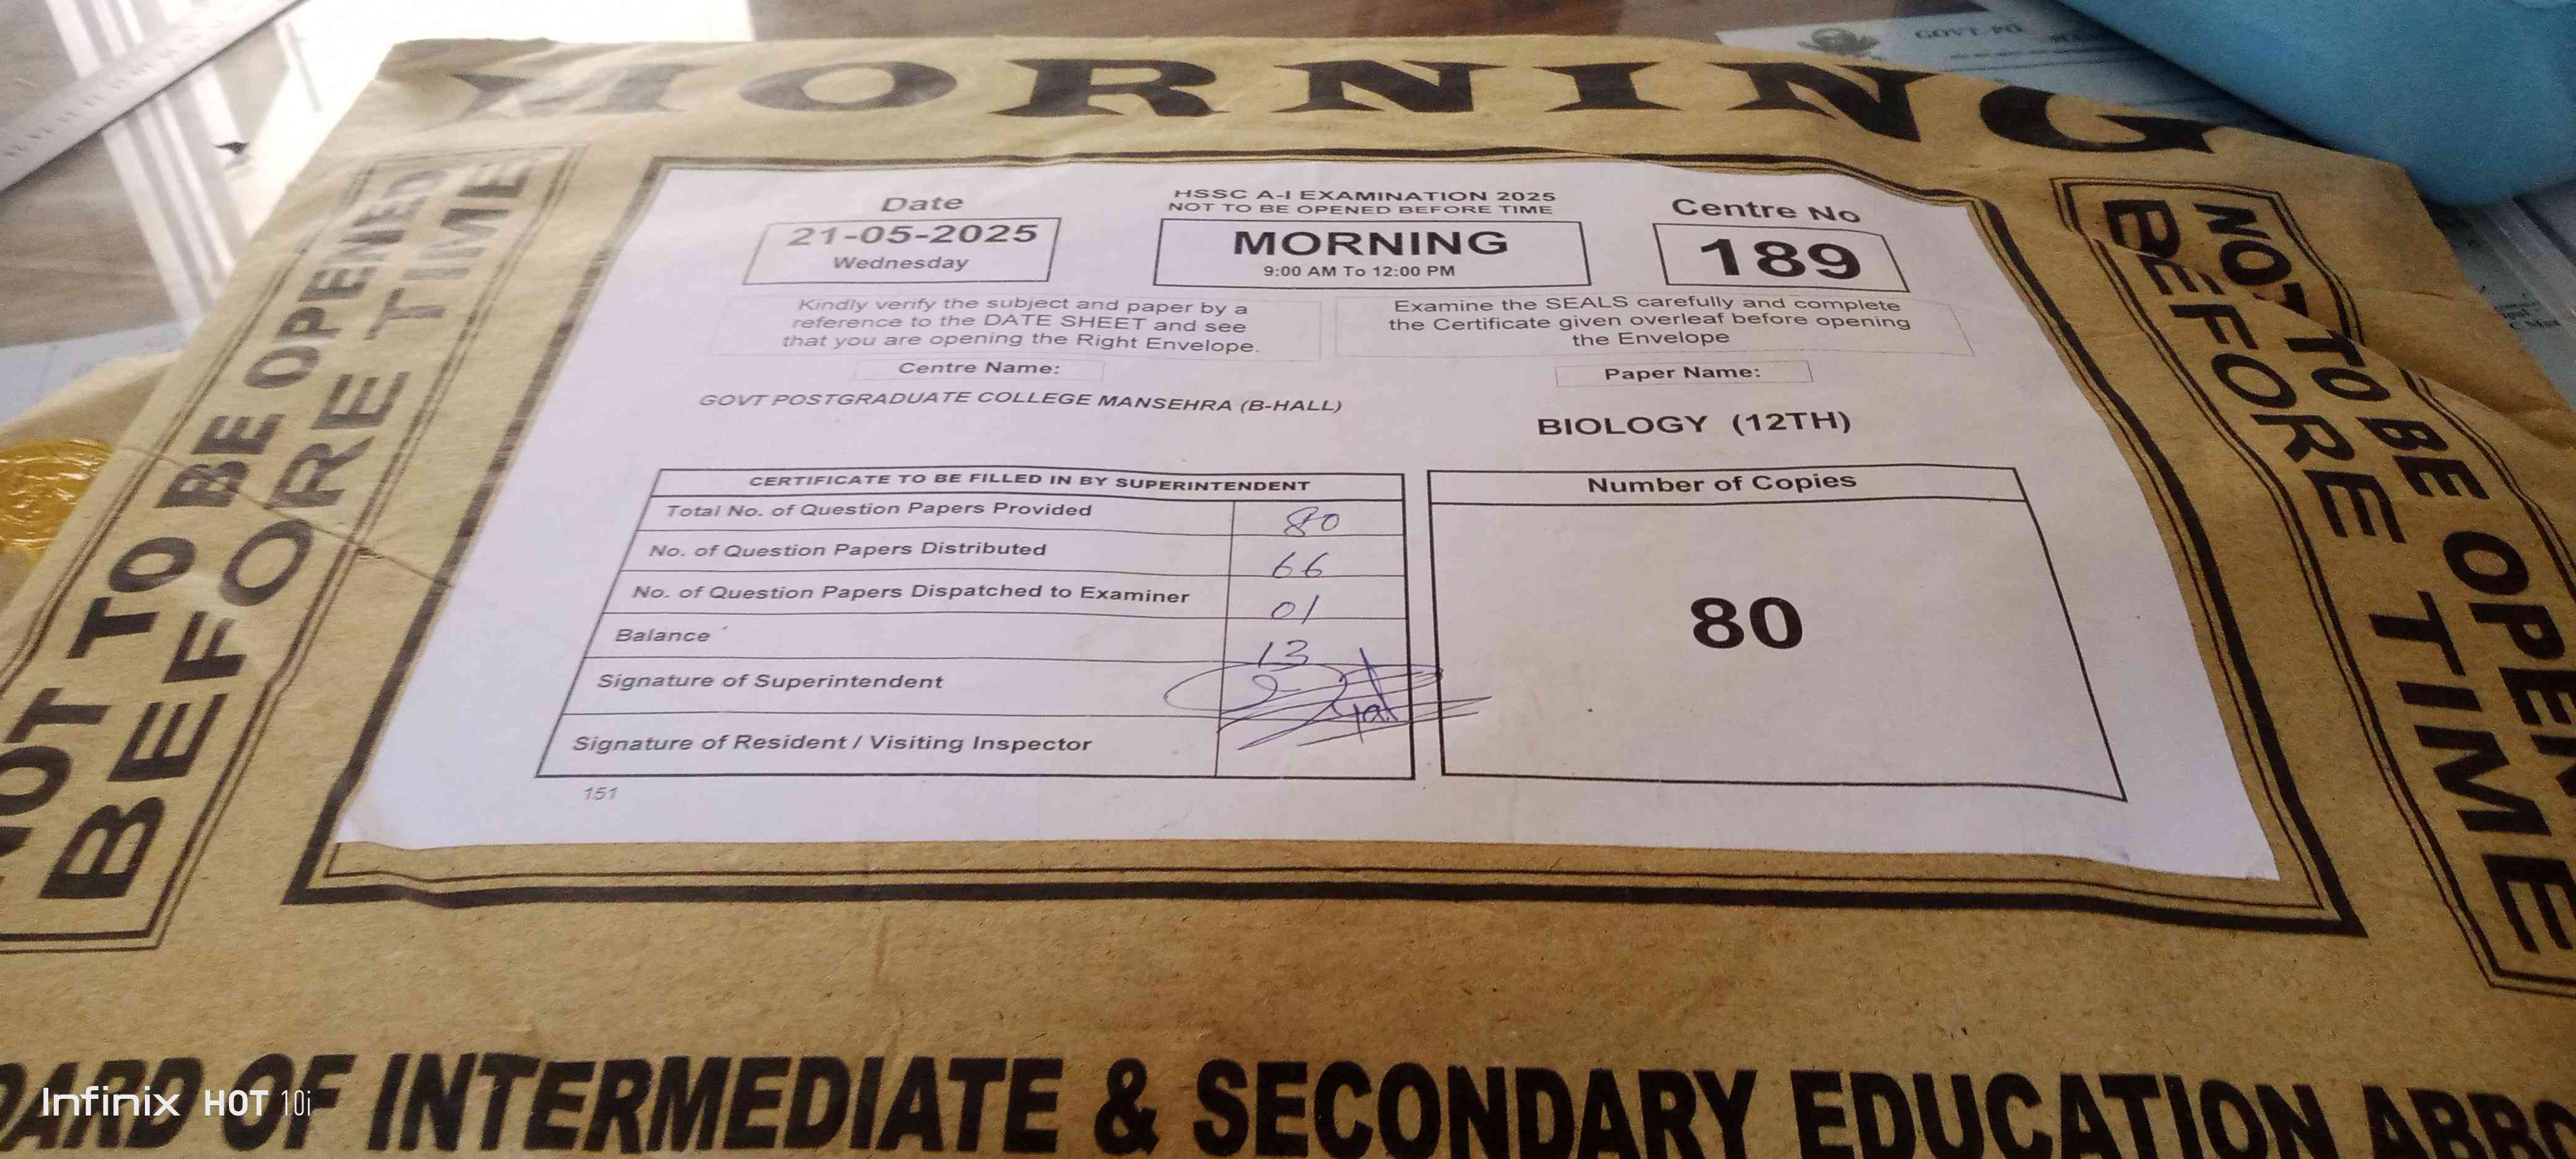 MORNING
NOT TO BE OPENED
BEFORE TIME
NOT TO BE OPENED
BEFORE TIME
GOVT PG
HSSC A-I EXAMINATION 2025
NOT TO BE OPENED BEFORE TIME
Date
21-05-2025
Wednesday
MORNING
9:00 AM To 12:00 PM
Centre No
189
Kindly verify the subject and paper by a
reference to the DATE SHEET and see
that you are opening the Right Envelope.
Examine the SEALS carefully and complete
the Certificate given overleaf before opening
the Envelope
Centre Name:
GOVT POSTGRADUATE COLLEGE MANSEHRA (B-HALL)
Paper Name:
BIOLOGY (12TH)
CERTIFICATE TO BE FILLED IN BY SUPERINTENDENT
Total No. of Question Papers Provided 80
No. of Question Papers Distributed 66
No. of Question Papers Dispatched to Examiner 01
Balance 13
Signature of Superintendent
Signature of Resident / Visiting Inspector
151
Number of Copies
80
OARD OF INTERMEDIATE & SECONDARY EDUCATION ABBO
Infinix HOT 10i